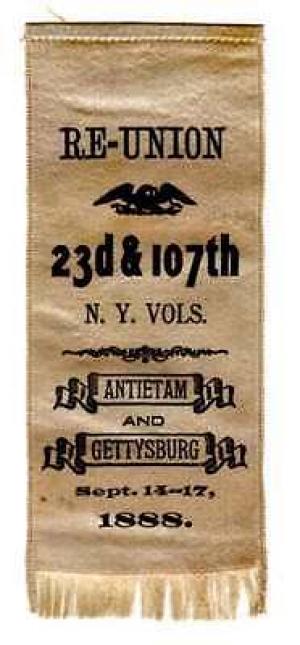 RE-UNION
23d & 107th
N. Y. VOLS.
ANTIETAM
AND
GETTYSBURG
Sept. 14-17,
1888.